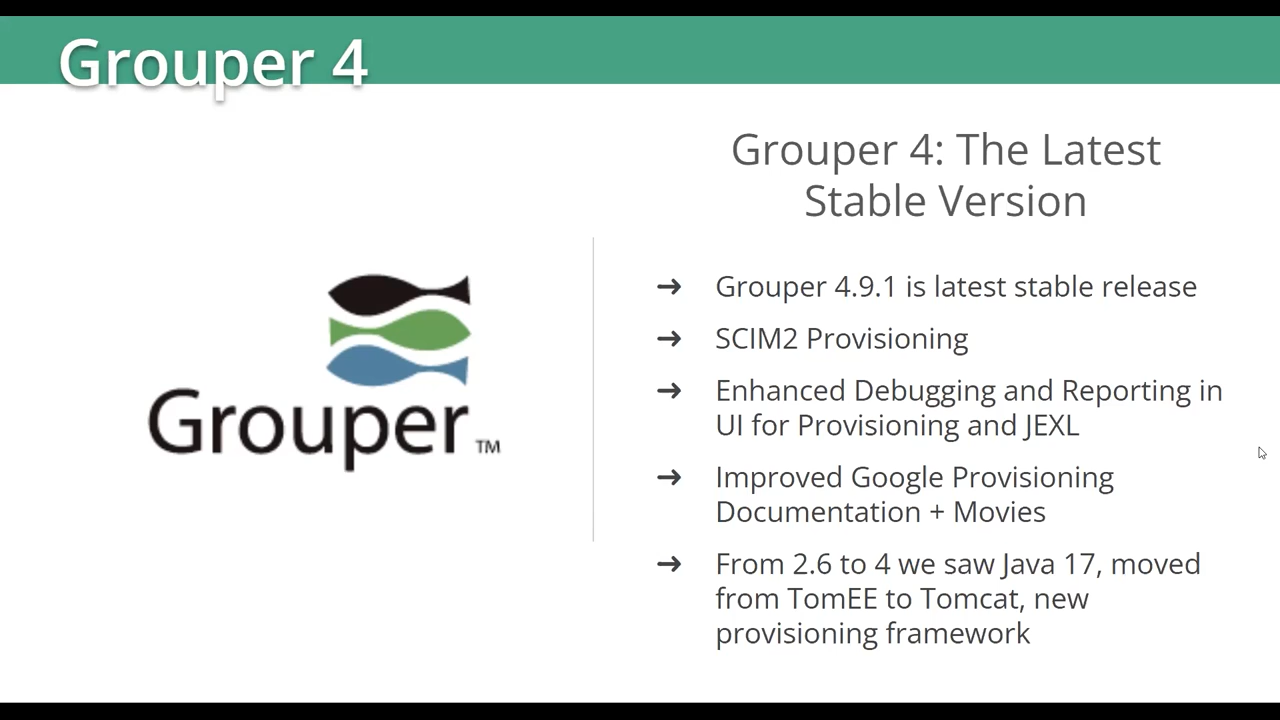 Grouper 4
Grouper 4: The Latest
Stable Version
Grouper™
➔ Grouper 4.9.1 is latest stable release
➔ SCIM2 Provisioning
➔ Enhanced Debugging and Reporting in
UI for Provisioning and JEXL
➔ Improved Google Provisioning
Documentation + Movies
➔ From 2.6 to 4 we saw Java 17, moved
from TomEE to Tomcat, new
provisioning framework